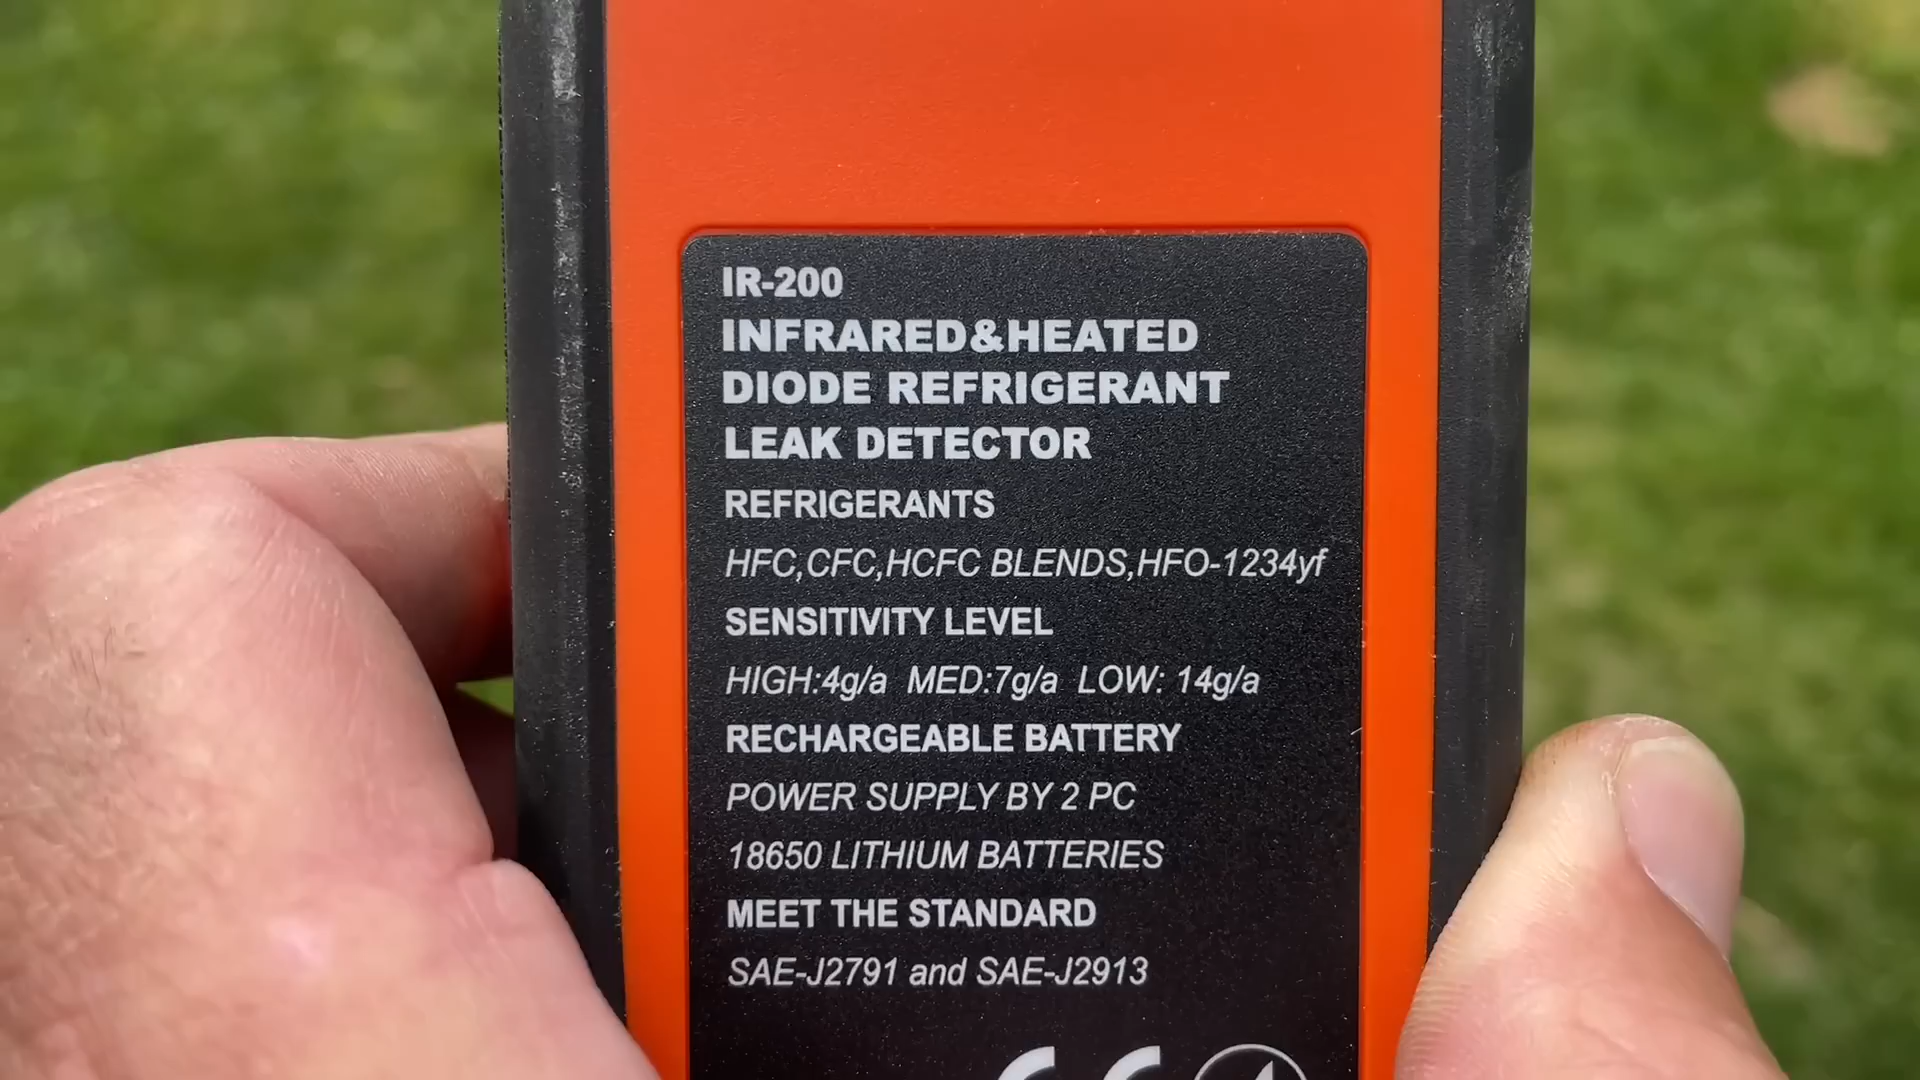 IR-200
INFRARED&HEATED
DIODE REFRIGERANT
LEAK DETECTOR
REFRIGERANTS
HFC,CFC,HCFC BLENDS,HFO-1234yf
SENSITIVITY LEVEL
HIGH:4g/a MED:7g/a LOW: 14g/a
RECHARGEABLE BATTERY
POWER SUPPLY BY 2 PC
18650 LITHIUM BATTERIES
MEET THE STANDARD
SAE-J2791 and SAE-J2913
CE